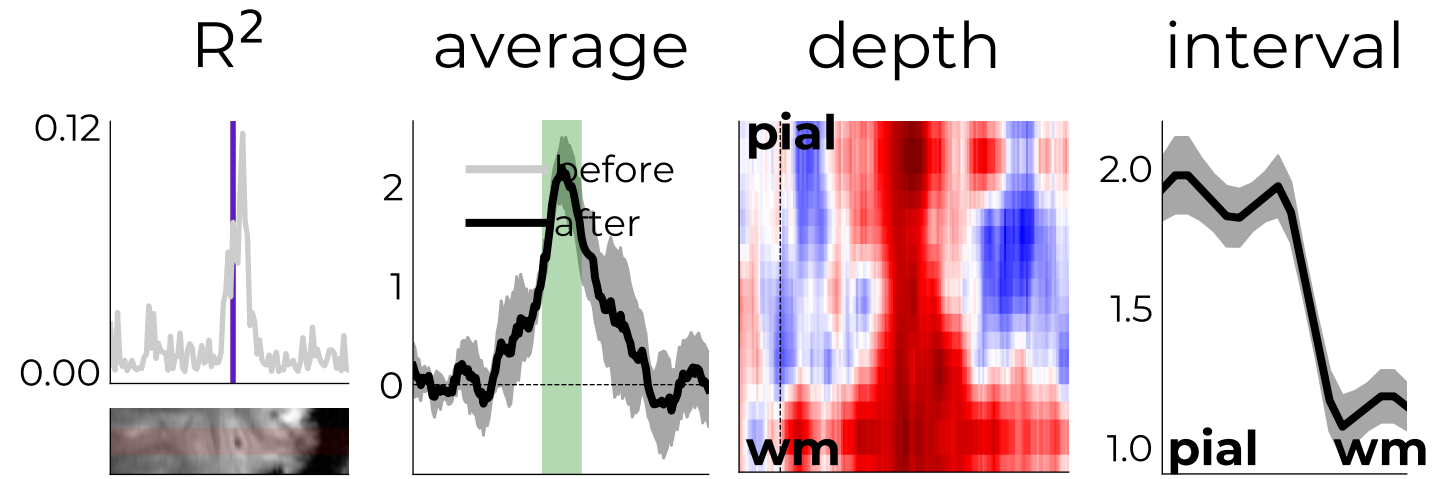 R²
average
depth
interval
0.12
0.00
2
1
0
before
after
pial
wm
2.0
1.5
1.0
pial
wm